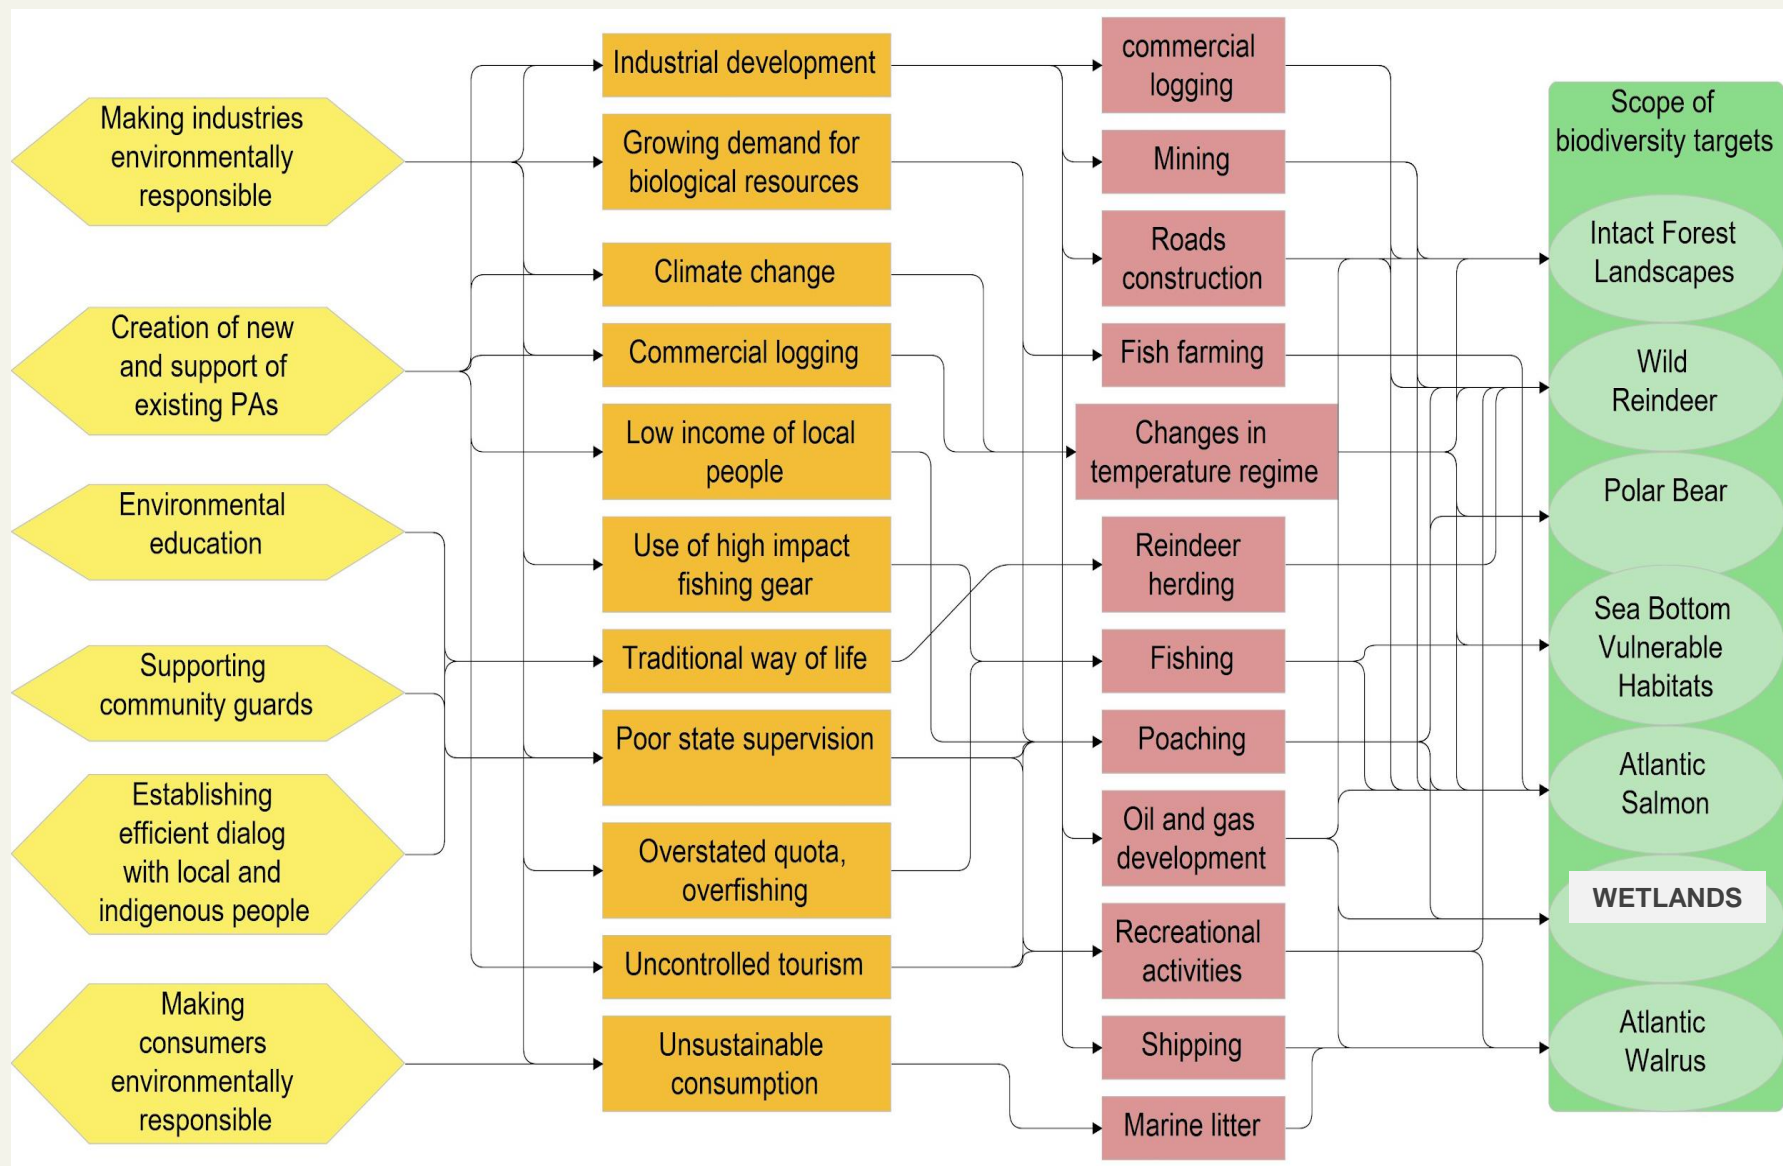 Making industries
environmentally
responsible
Creation of new
and support of
existing PAs
Environmental
education
Supporting
community guards
Establishing
efficient dialog
with local and
indigenous people
Making
consumers
environmentally
responsible
Industrial development
Growing demand for
biological resources
Climate change
Commercial logging
Low income of local
people
Use of high impact
fishing gear
Traditional way of life
Poor state supervision
Overstated quota,
overfishing
Uncontrolled tourism
Unsustainable
consumption
commercial
logging
Mining
Roads
construction
Fish farming
Changes in
temperature regime
Reindeer
herding
Fishing
Poaching
Oil and gas
development
Recreational
activities
Shipping
Marine litter
Scope of
biodiversity targets
Intact Forest
Landscapes
Wild
Reindeer
Polar Bear
Sea Bottom
Vulnerable
Habitats
Atlantic
Salmon
WETLANDS
Atlantic
Walrus